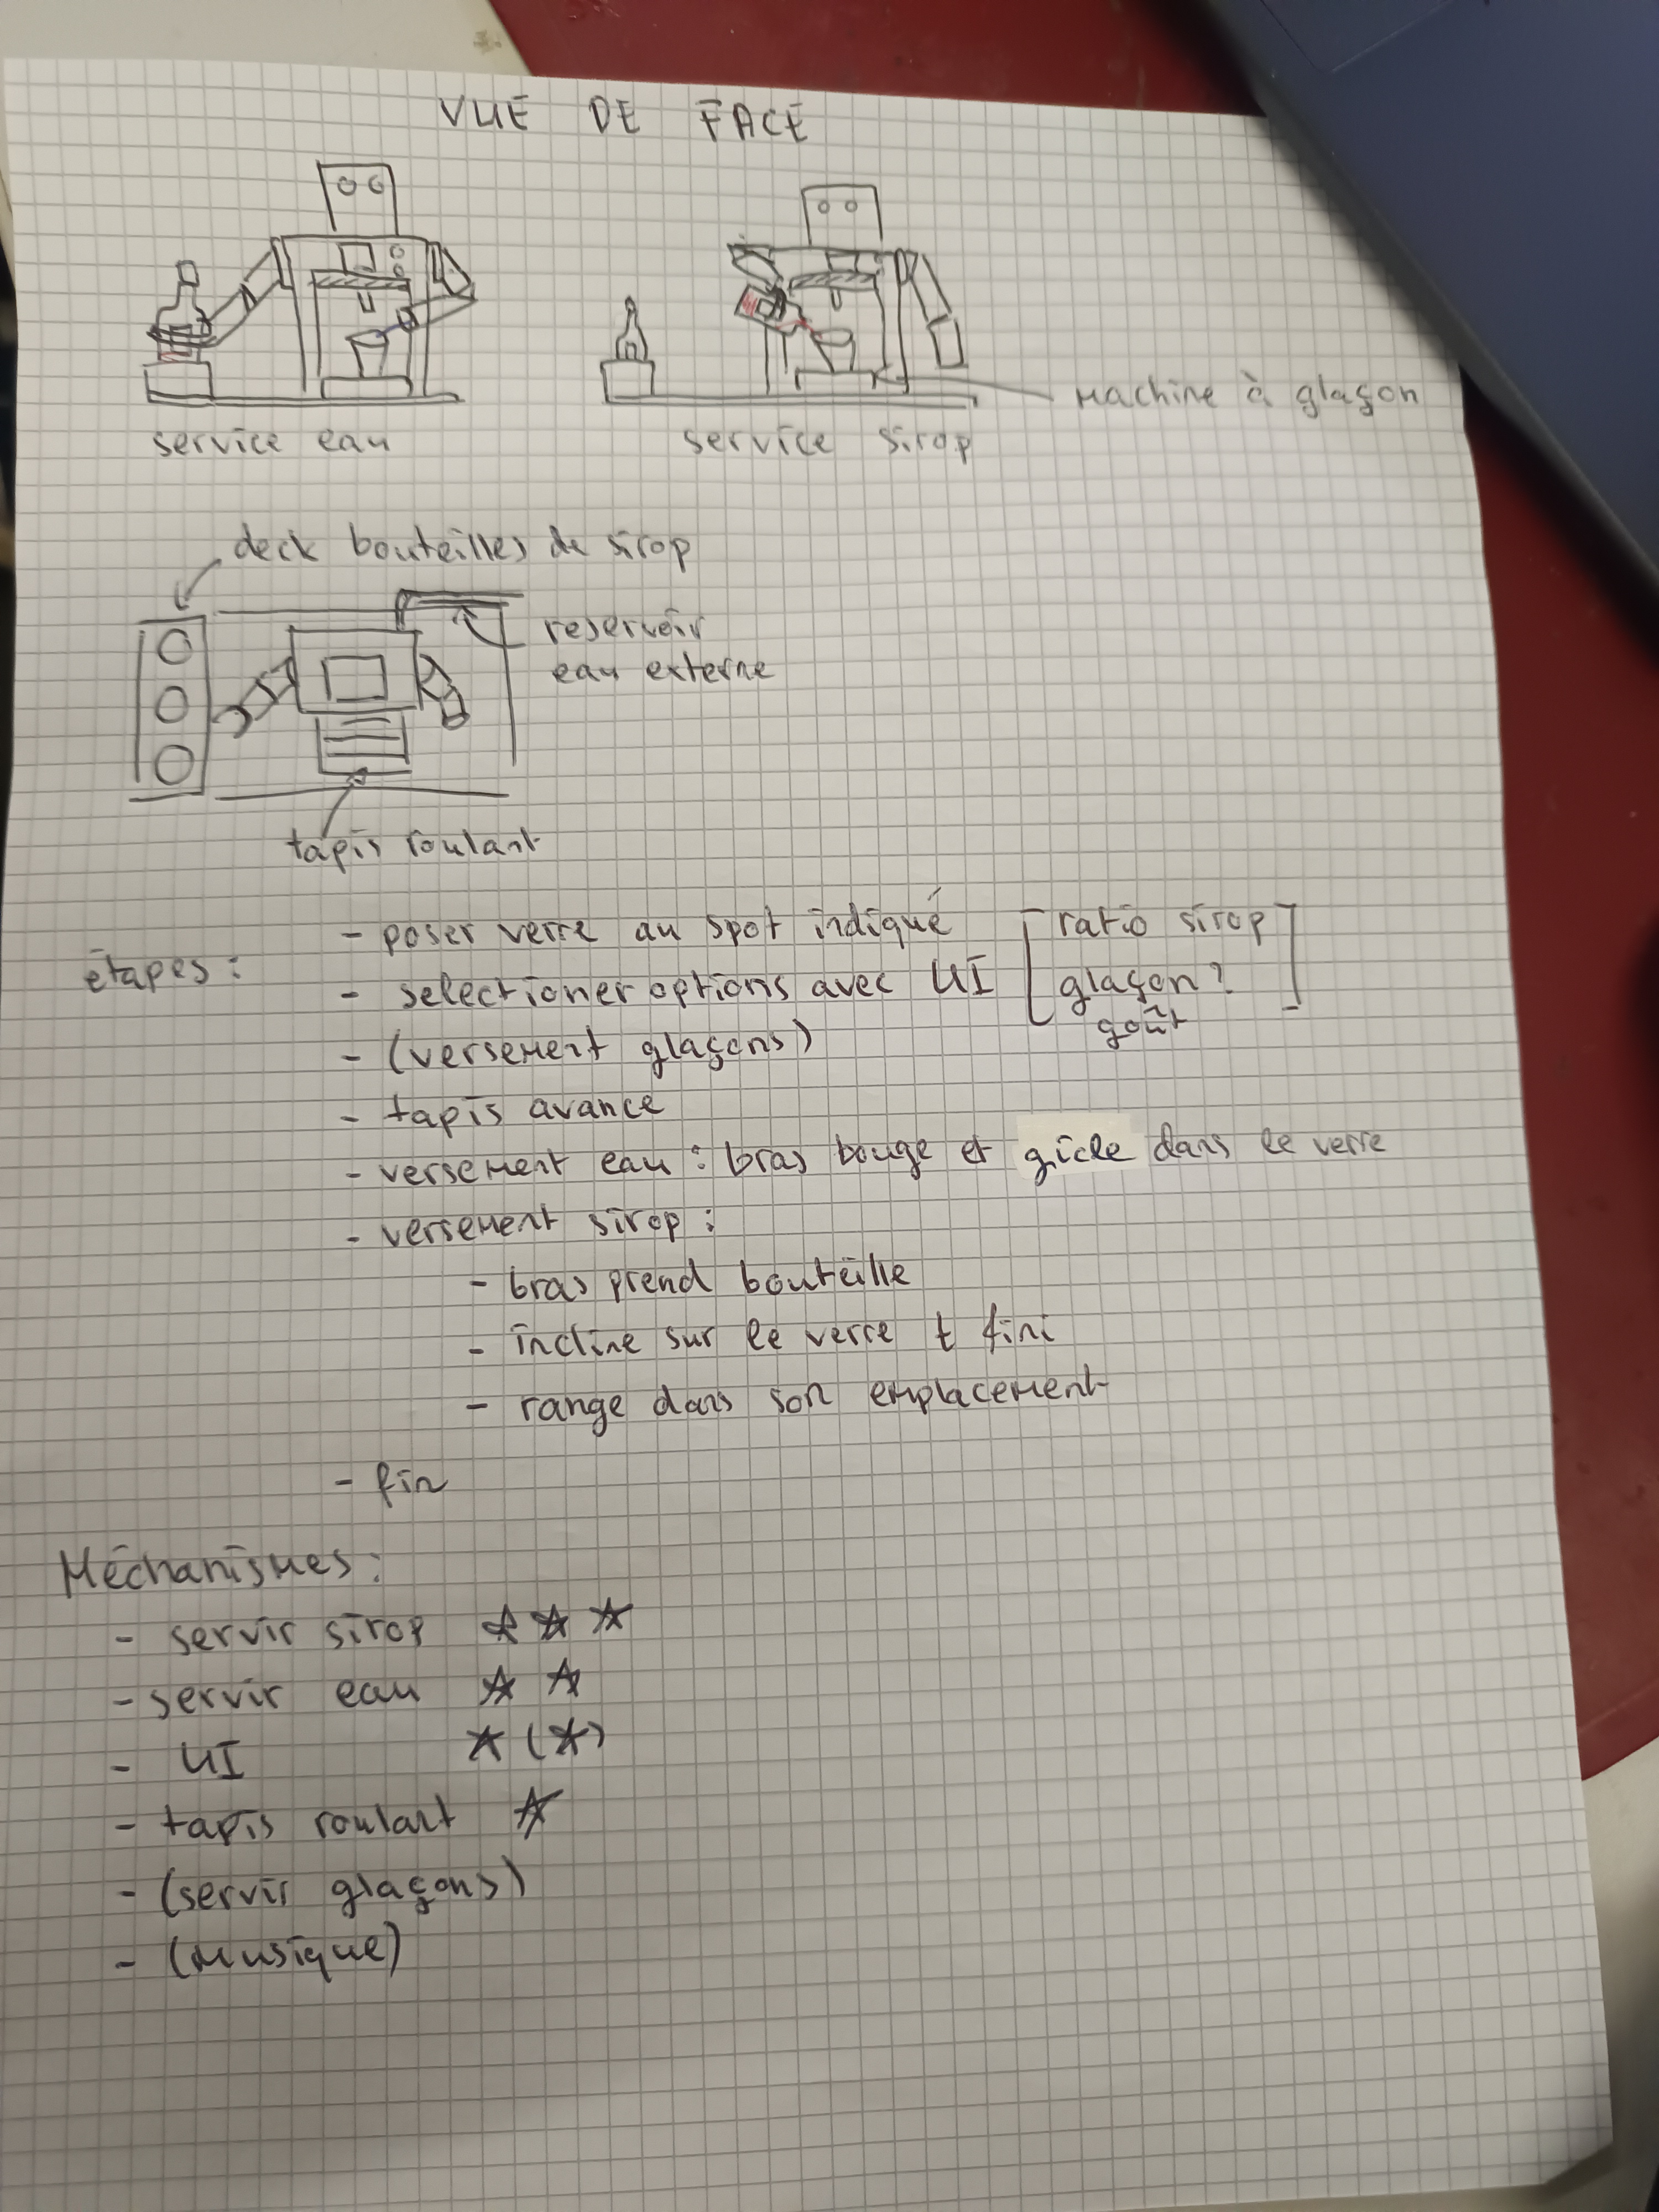 VUE DE FACE
service eau
service sirop
machine à glaçon
deck bouteilles de sirop
reservoir
eau externe
tapis roulant
étapes :
- poser verre au spot indiqué
- selectioner options avec UI
[ratio sirop
glaçon ?
goût]
- (versement glaçons)
- tapis avance
- versement eau : bras bouge et gicle dans le verre
- versement sirop :
- bras prend bouteille
- incline sur le verre t fini
- range dans son emplacement
- fin
Méchanismes :
- servir sirop ☆ ☆ ☆
- servir eau ☆ ☆
- UI ☆ (☆)
- tapis roulant ☆
- (servir glaçons)
- (musique)